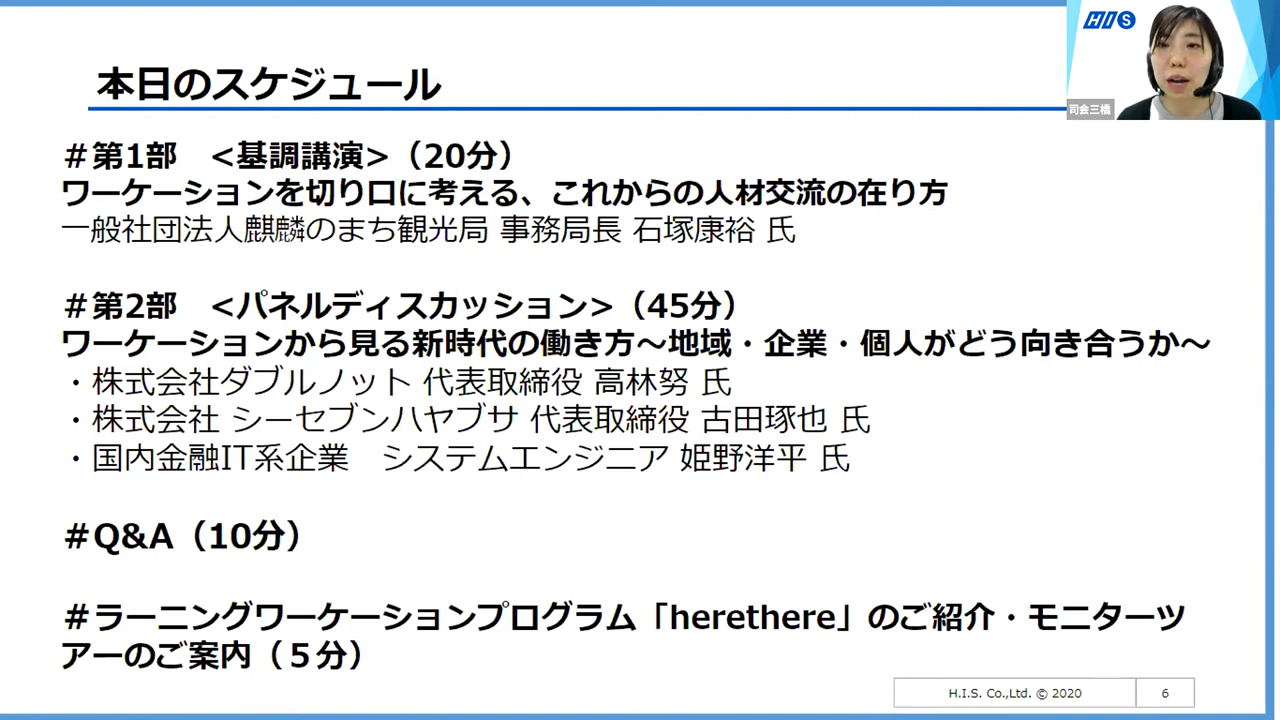 HIS
司会三橋
本日のスケジュール
＃第1部　<基調講演>（20分）
ワーケーションを切り口に考える、これからの人材交流の在り方
一般社団法人麒麟のまち観光局 事務局長 石塚康裕 氏
＃第2部　<パネルディスカッション>（45分）
ワーケーションから見る新時代の働き方～地域・企業・個人がどう向き合うか～
・株式会社ダブルノット 代表取締役 高林努 氏
・株式会社 シーセブンハヤブサ 代表取締役 古田琢也 氏
・国内金融IT系企業　システムエンジニア 姫野洋平 氏
＃Q&A（10分）
＃ラーニングワーケーションプログラム「herethere」のご紹介・モニターツ
アーのご案内（５分）
H.I.S. Co.,Ltd. © 2020
6